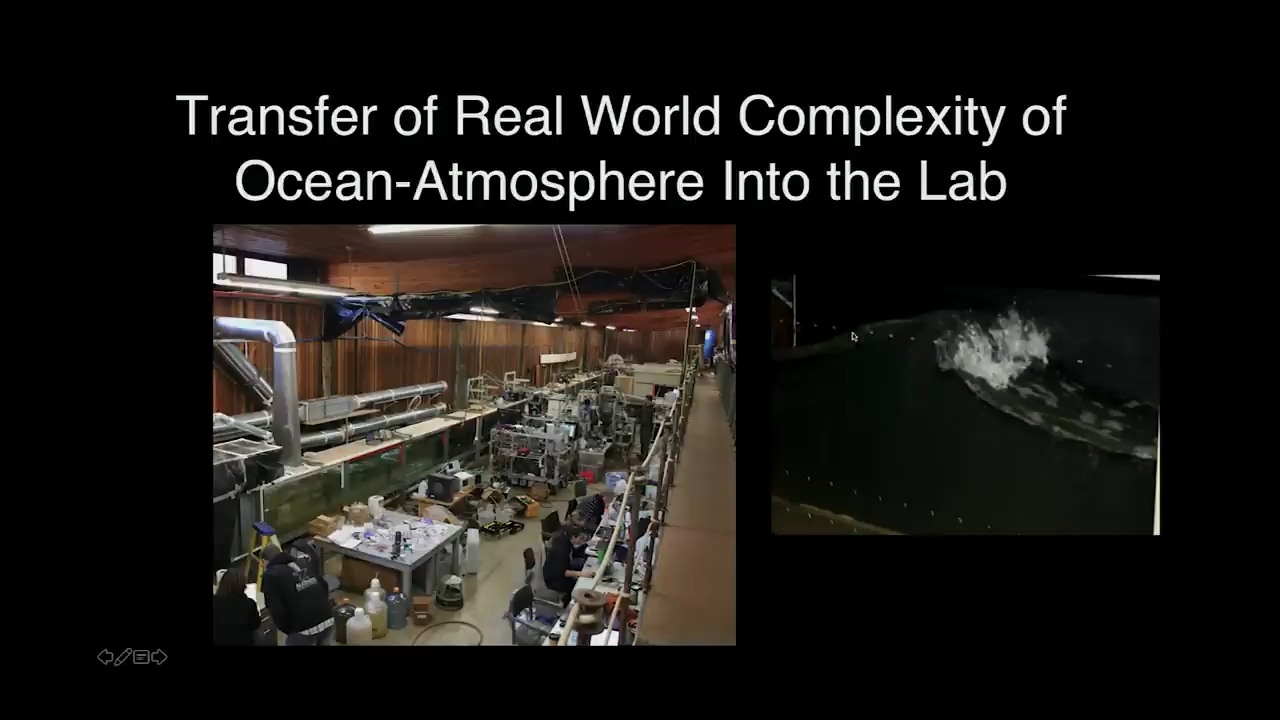 Transfer of Real World Complexity of
Ocean-Atmosphere Into the Lab